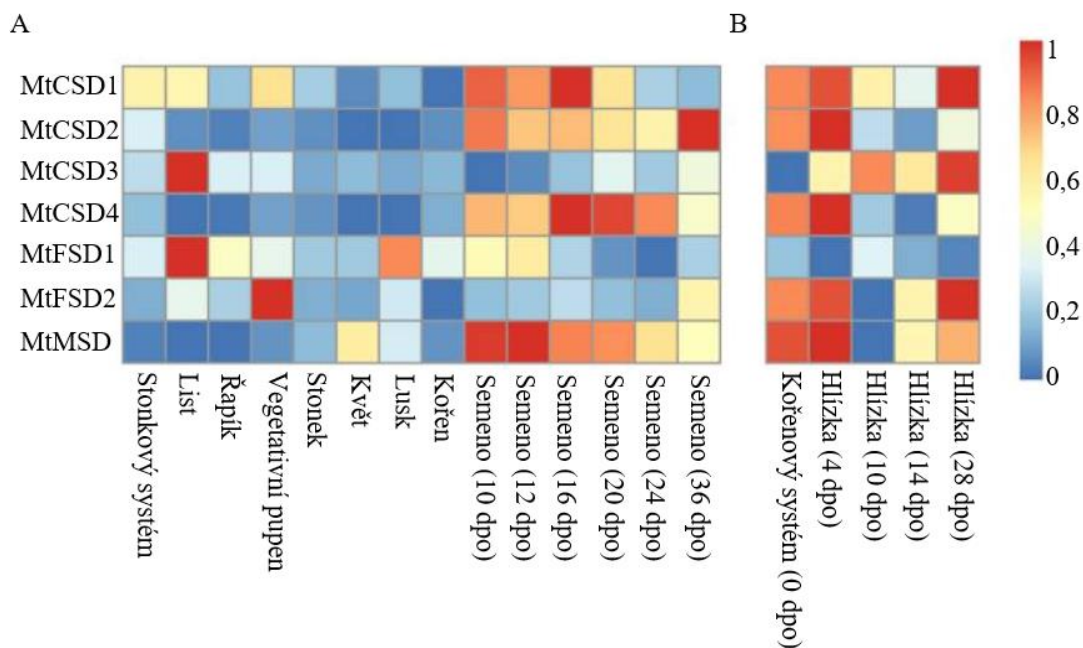 A
B
MtCSD1
MtCSD2
MtCSD3
MtCSD4
MtFSD1
MtFSD2
MtMSD
Stonkový systém
List
Řapík
Vegetativní pupen
Stonek
Květ
Lusk
Kořen
Semeno (10 dpo)
Semeno (12 dpo)
Semeno (16 dpo)
Semeno (20 dpo)
Semeno (24 dpo)
Semeno (36 dpo)
Kořenový systém (0 dpo)
Hlízka (4 dpo)
Hlízka (10 dpo)
Hlízka (14 dpo)
Hlízka (28 dpo)
1
0,8
0,6
0,4
0,2
0